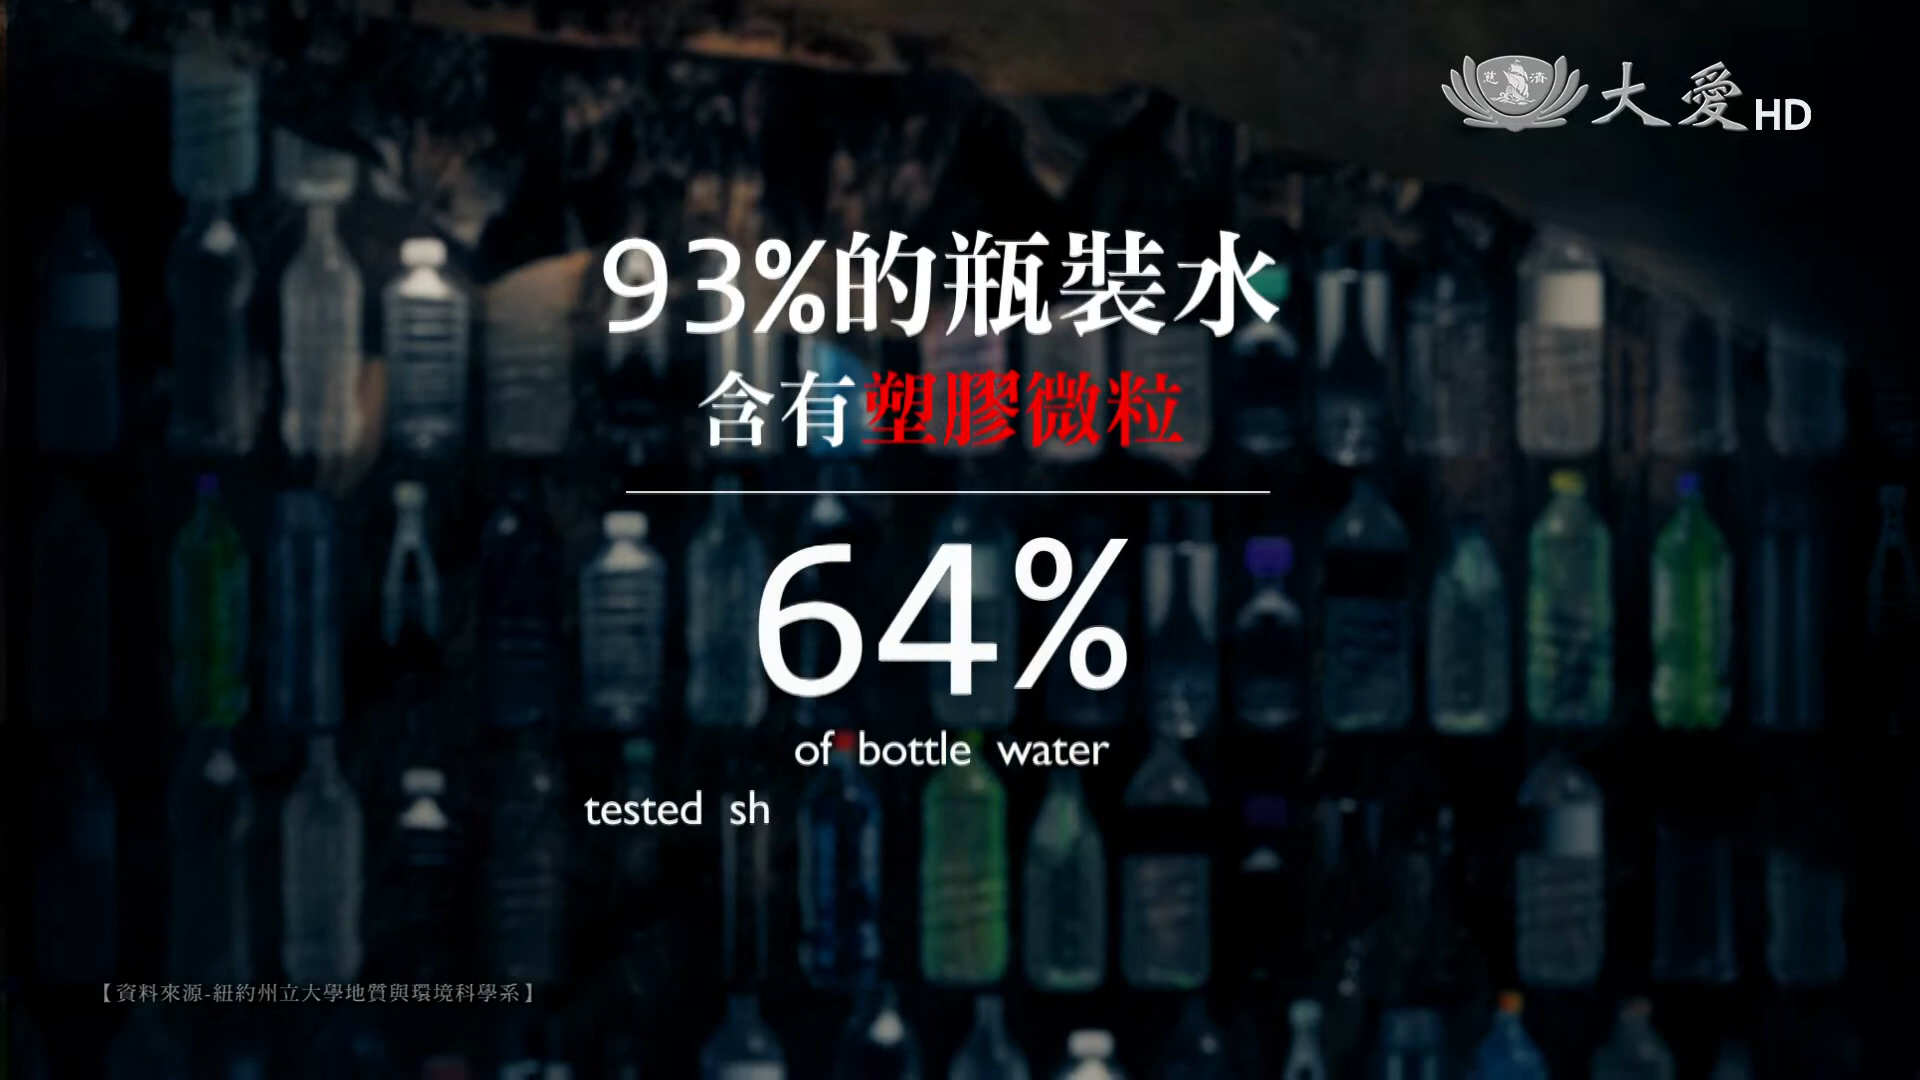 慈濟
大愛HD
93%的瓶裝水
含有塑膠微粒
64%
of bottle water
tested sh
【資料來源-紐約州立大學地質與環境科學系】